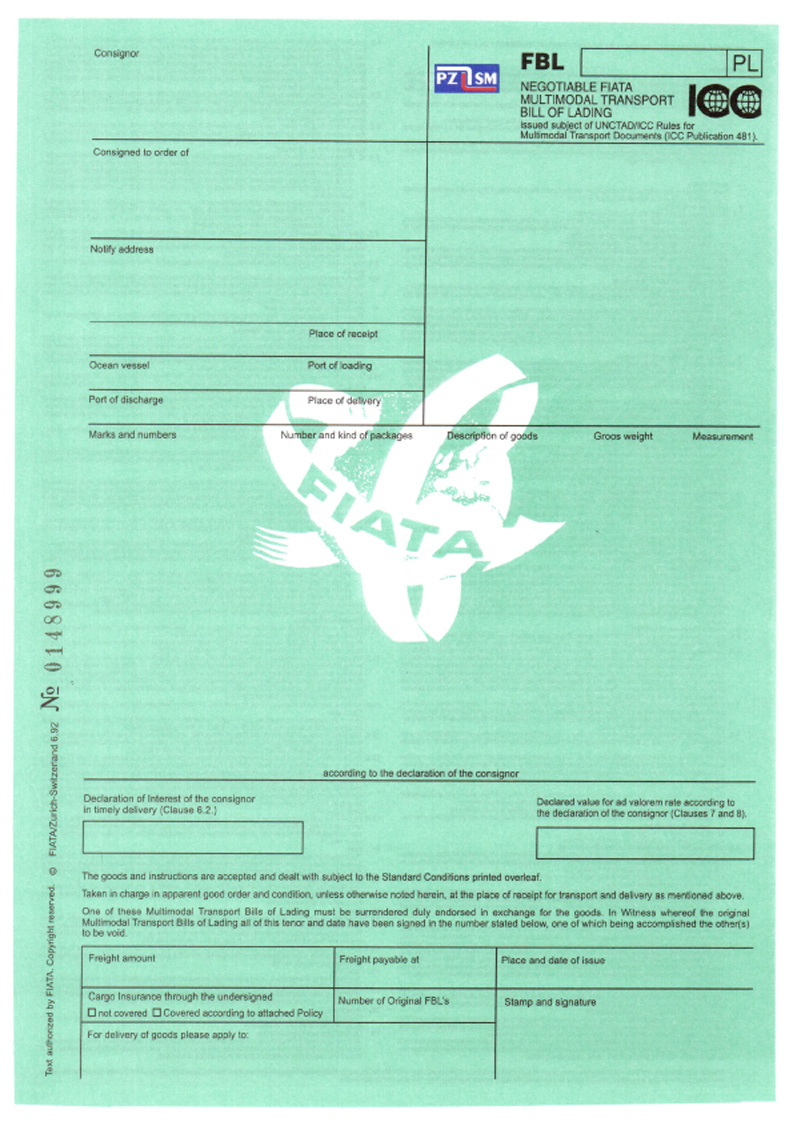 Consignor
PZ SM
FBL
PL
NEGOTIABLE FIATA
MULTIMODAL TRANSPORT
BILL OF LADING
ICC
issued subject of UNCTAD/ICC Rules for
Multimodal Transport Documents (ICC Publication 481).
Consigned to order of
Notify address
Place of receipt
Ocean vessel Port of loading
Port of discharge Place of delivery
Marks and numbers Number and kind of packages Description of goods Groos weight Measurement
FIATA
according to the declaration of the consignor
Declaration of Interest of the consignor
in timely delivery (Clause 6.2.)
Declared value for ad valorem rate according to
the declaration of the consignor (Clauses 7 and 8).
The goods and instructions are accepted and dealt with subject to the Standard Conditions printed overleaf.
Taken in charge in apparent good order and condition, unless otherwise noted herein, at the place of receipt for transport and delivery as mentioned above.
One of these Multimodal Transport Bills of Lading must be surrendered duly endorsed in exchange for the goods. In Witness whereof the original
Multimodal Transport Bills of Lading all of this tenor and date have been signed in the number stated below, one of which being accomplished the other(s)
to be void.
Freight amount
Freight payable at
Place and date of issue
Cargo Insurance through the undersigned
not covered Covered according to attached Policy
Number of Original FBL's
Stamp and signature
For delivery of goods please apply to:
Text authorized by FIATA. Copyright reserved. © FIATA/Zurich-Switzerland 6.92
№ 0148999